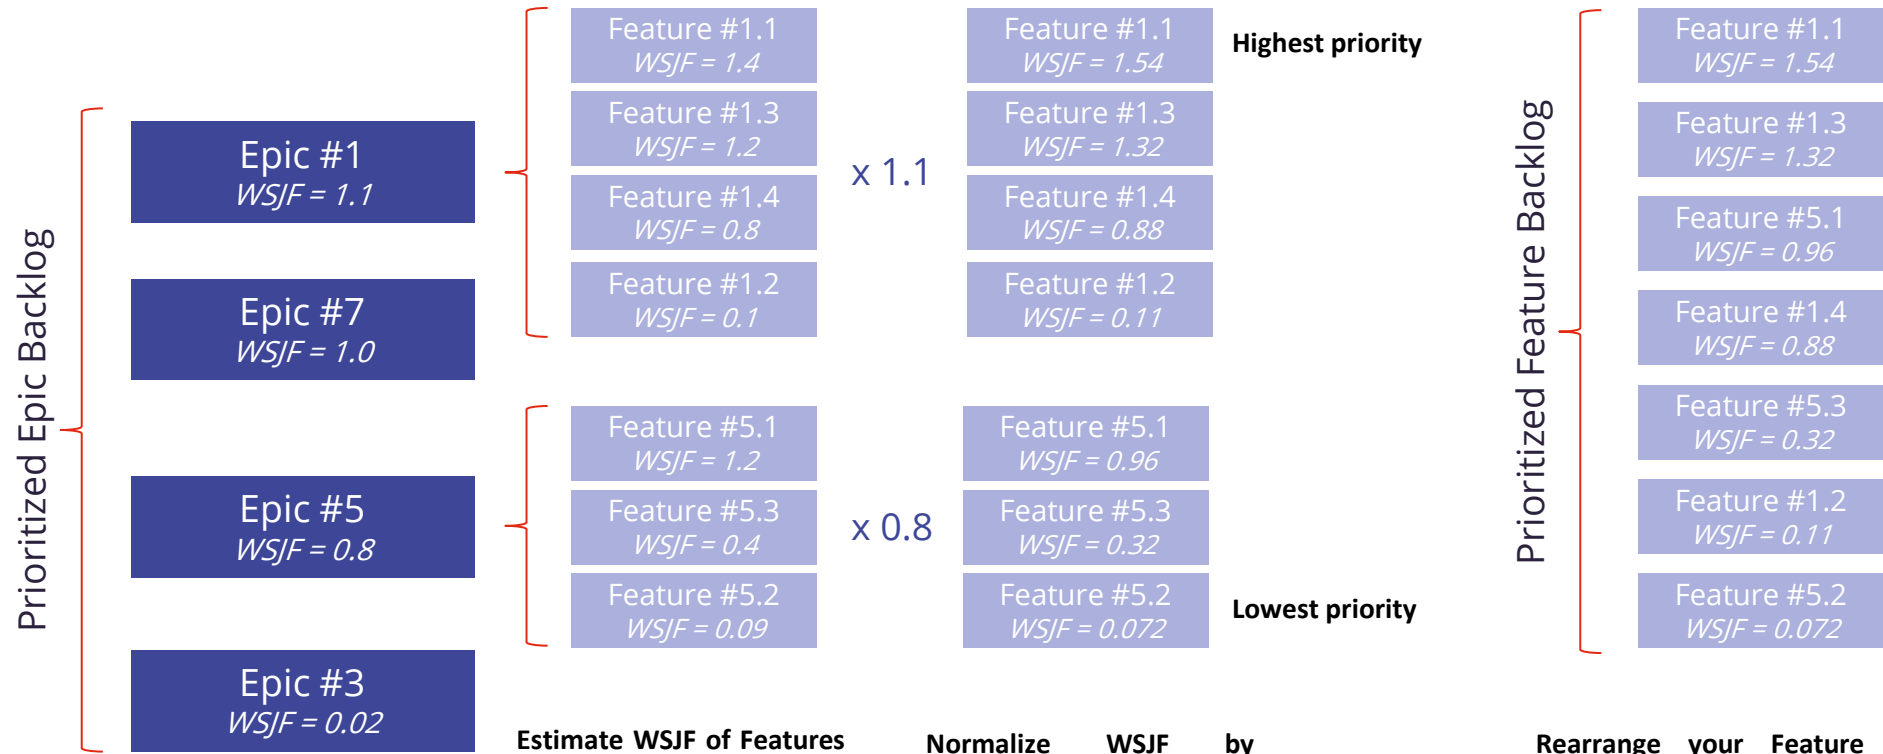 Prioritized Epic Backlog
Epic #1
WSJF = 1.1
Epic #7
WSJF = 1.0
Epic #5
WSJF = 0.8
Epic #3
WSJF = 0.02
Feature #1.1
WSJF = 1.4
Feature #1.3
WSJF = 1.2
Feature #1.4
WSJF = 0.8
Feature #1.2
WSJF = 0.1
Feature #5.1
WSJF = 1.2
Feature #5.3
WSJF = 0.4
Feature #5.2
WSJF = 0.09
Estimate WSJF of Features
x 1.1
x 0.8
Feature #1.1
WSJF = 1.54
Feature #1.3
WSJF = 1.32
Feature #1.4
WSJF = 0.88
Feature #1.2
WSJF = 0.11
Feature #5.1
WSJF = 0.96
Feature #5.3
WSJF = 0.32
Feature #5.2
WSJF = 0.072
Normalize WSJF by
Highest priority
Lowest priority
Prioritized Feature Backlog
Feature #1.1
WSJF = 1.54
Feature #1.3
WSJF = 1.32
Feature #5.1
WSJF = 0.96
Feature #1.4
WSJF = 0.88
Feature #5.3
WSJF = 0.32
Feature #1.2
WSJF = 0.11
Feature #5.2
WSJF = 0.072
Rearrange your Feature